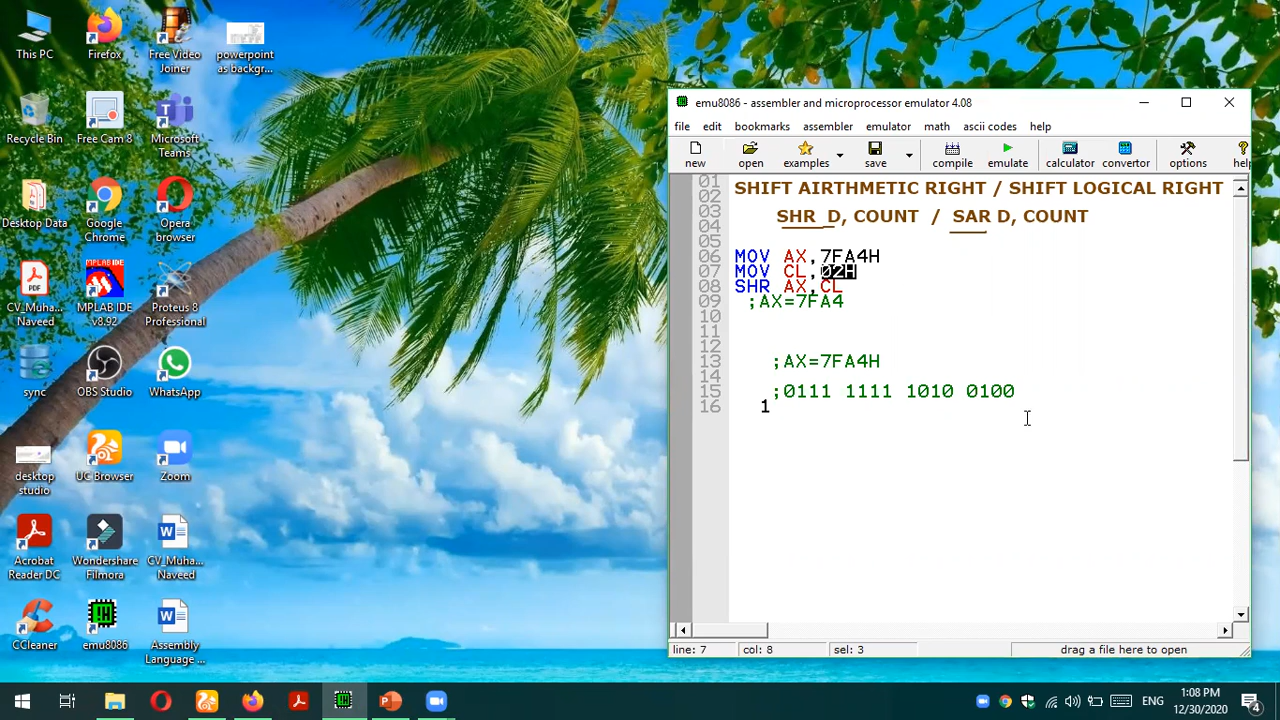 This PC
Firefox
Free Video Joiner
powerpoint as backgr...
Recycle Bin
Free Cam 8
Microsoft Teams
Desktop Data
Google Chrome
Opera browser
CV_Muha... Naveed
MPLAB v8.92
Proteus 8 Professional
sync
OBS Studio
WhatsApp
desktop studio
UC Browser
Zoom
Acrobat Reader DC
Wondershare Filmora
CV_Muha... Naveed
CCleaner
emu8086
Assembly Language ...
emu8086 - assembler and microprocessor emulator 4.08
file edit bookmarks assembler emulator math ascii codes help
new open examples save compile emulate calculator convertor options help
01 SHIFT AIRTHMETIC RIGHT / SHIFT LOGICAL RIGHT
02
03 SHR D, COUNT / SAR D, COUNT
04
05
06 MOV AX,7FA4H
07 MOV CL,02H
08 SHR AX,CL
09 ;AX=7FA4
10
11
12
13 ;AX=7FA4H
14
15 ;0111 1111 1010 0100
16 1
line: 7 col: 8 sel: 3 drag a file here to open
ENG
1:08 PM
12/30/2020
4